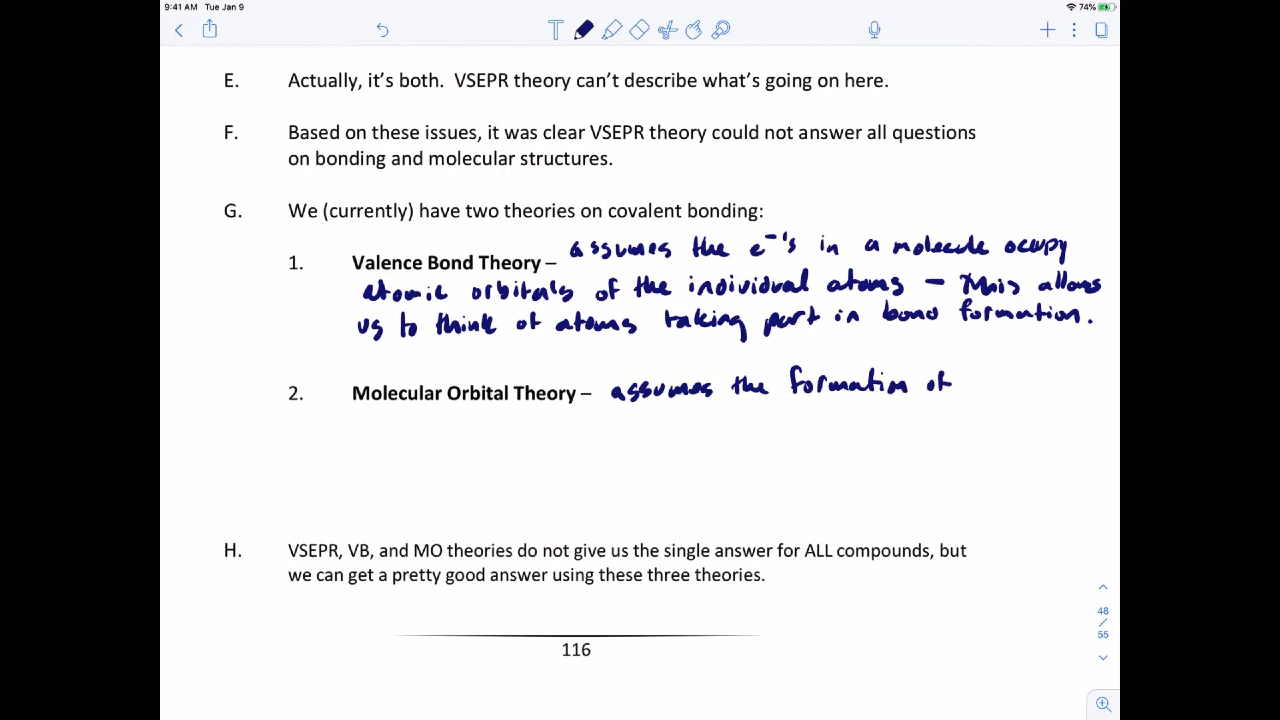 9:41 AM Tue Jan 9
74%
E. Actually, it's both. VSEPR theory can't describe what's going on here.
F. Based on these issues, it was clear VSEPR theory could not answer all questions
on bonding and molecular structures.
G. We (currently) have two theories on covalent bonding:
1. Valence Bond Theory – assumes the e⁻'s in a molecule occupy
atomic orbitals of the individual atoms – This allows
us to think of atoms taking part in bond formation.
2. Molecular Orbital Theory – assumes the formation of
H. VSEPR, VB, and MO theories do not give us the single answer for ALL compounds, but
we can get a pretty good answer using these three theories.
48
/
55
116